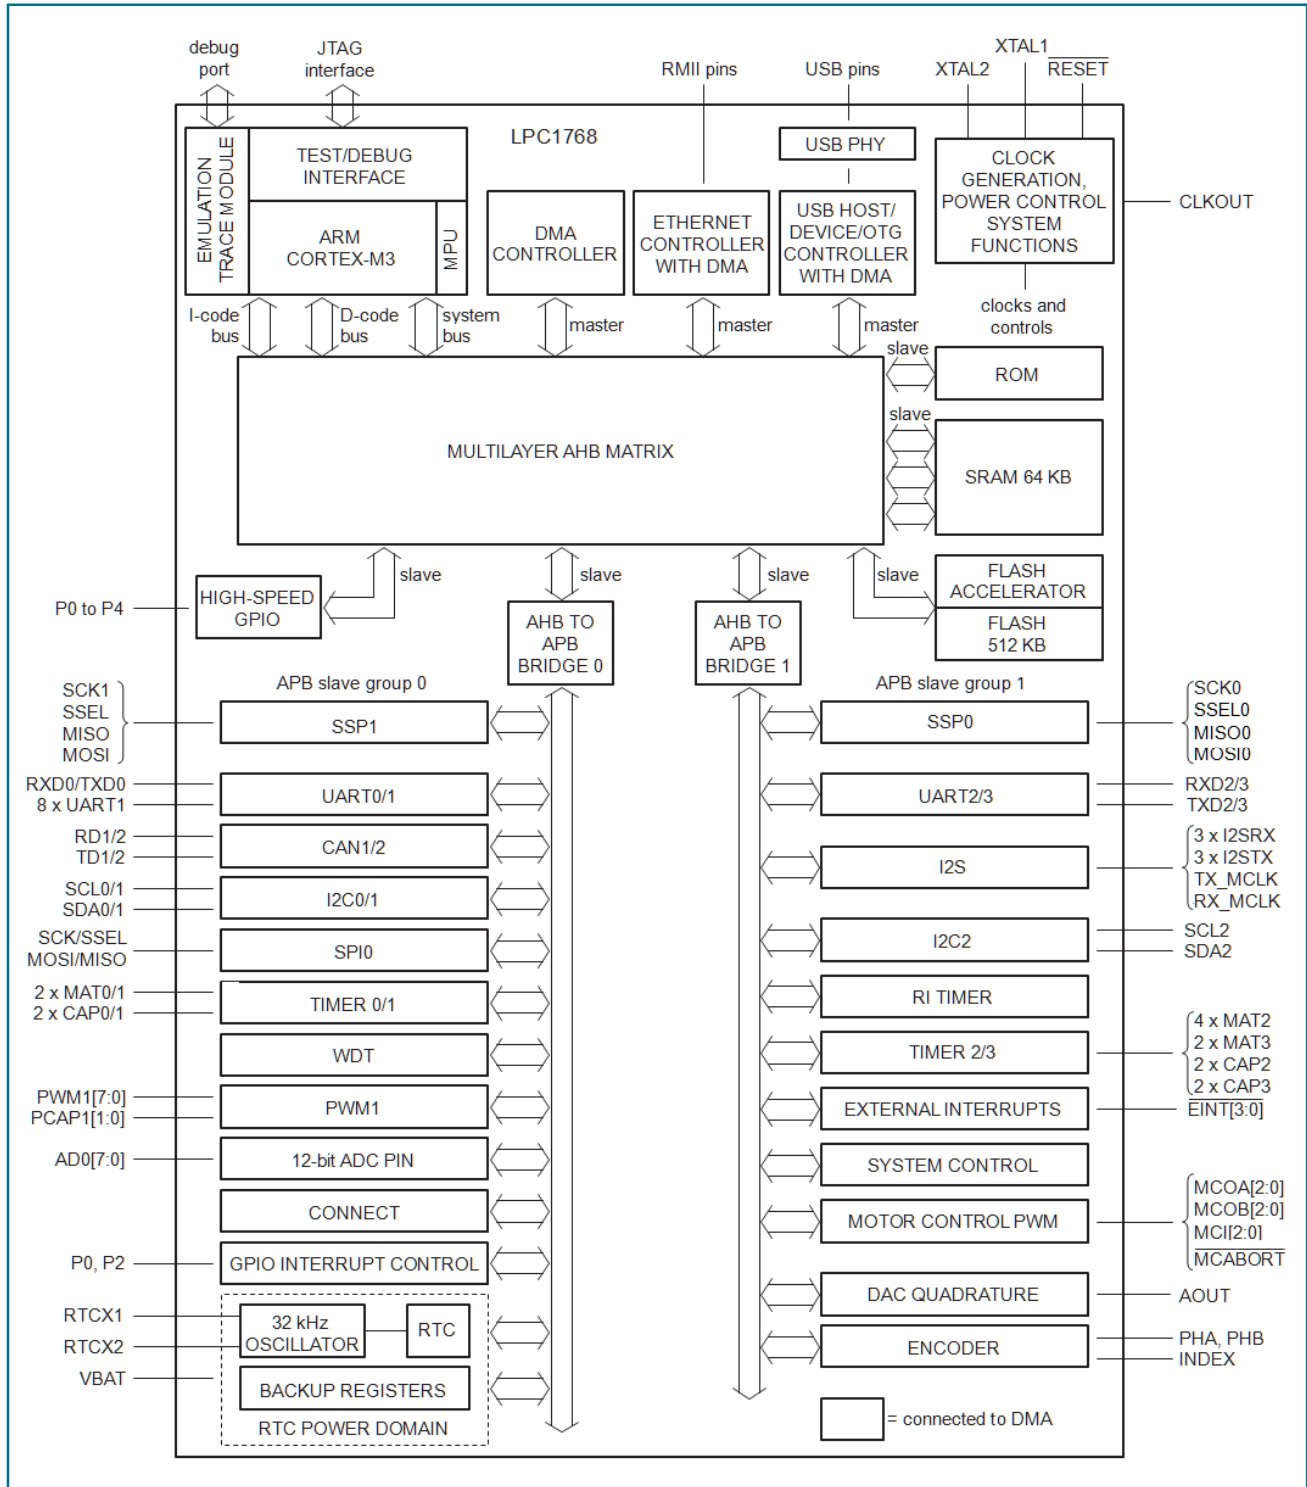 debug
port
JTAG
interface
RMII pins
USB pins
XTAL1
XTAL2
RESET
LPC1768
EMULATION
TRACE MODULE
TEST/DEBUG
INTERFACE
ARM
CORTEX-M3
MPU
DMA
CONTROLLER
ETHERNET
CONTROLLER
WITH DMA
USB PHY
USB HOST/
DEVICE/OTG
CONTROLLER
WITH DMA
CLOCK
GENERATION,
POWER CONTROL
SYSTEM
FUNCTIONS
CLKOUT
I-code
bus
D-code
bus
system
bus
master
master
master
clocks and
controls
slave
ROM
slave
SRAM 64 KB
MULTILAYER AHB MATRIX
slave
slave
slave
slave
FLASH
ACCELERATOR
FLASH
512 KB
P0 to P4
HIGH-SPEED
GPIO
AHB TO
APB
BRIDGE 0
AHB TO
APB
BRIDGE 1
APB slave group 0
APB slave group 1
SCK1
SSEL
MISO
MOSI
SSP1
RXD0/TXD0
8 x UART1
UART0/1
RD1/2
TD1/2
CAN1/2
SCL0/1
SDA0/1
I2C0/1
SCK/SSEL
MOSI/MISO
SPI0
2 x MAT0/1
2 x CAP0/1
TIMER 0/1
WDT
PWM1[7:0]
PCAP1[1:0]
PWM1
AD0[7:0]
12-bit ADC PIN
CONNECT
P0, P2
GPIO INTERRUPT CONTROL
RTCX1
RTCX2
VBAT
32 kHz
OSCILLATOR
RTC
BACKUP REGISTERS
RTC POWER DOMAIN
SSP0
SCK0
SSEL0
MISO0
MOSI0
UART2/3
RXD2/3
TXD2/3
I2S
3 x I2SRX
3 x I2STX
TX_MCLK
RX_MCLK
I2C2
SCL2
SDA2
RI TIMER
TIMER 2/3
4 x MAT2
2 x MAT3
2 x CAP2
2 x CAP3
EXTERNAL INTERRUPTS
EINT[3:0]
SYSTEM CONTROL
MOTOR CONTROL PWM
MCOA[2:0]
MCOB[2:0]
MCI[2:0]
MCABORT
DAC QUADRATURE
AOUT
ENCODER
PHA, PHB
INDEX
= connected to DMA